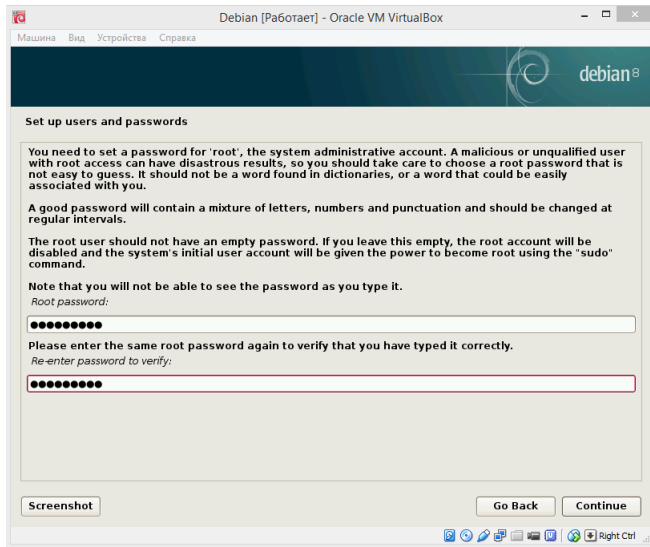 Debian [Работает] - Oracle VM VirtualBox
Машина Вид Устройства Справка
debian 8
Set up users and passwords
You need to set a password for 'root', the system administrative account. A malicious or unqualified user
with root access can have disastrous results, so you should take care to choose a root password that is
not easy to guess. It should not be a word found in dictionaries, or a word that could be easily
associated with you.
A good password will contain a mixture of letters, numbers and punctuation and should be changed at
regular intervals.
The root user should not have an empty password. If you leave this empty, the root account will be
disabled and the system's initial user account will be given the power to become root using the "sudo"
command.
Note that you will not be able to see the password as you type it.
Root password:
●●●●●●●●●
Please enter the same root password again to verify that you have typed it correctly.
Re-enter password to verify:
●●●●●●●●●
Screenshot
Go Back
Continue
Right Ctrl